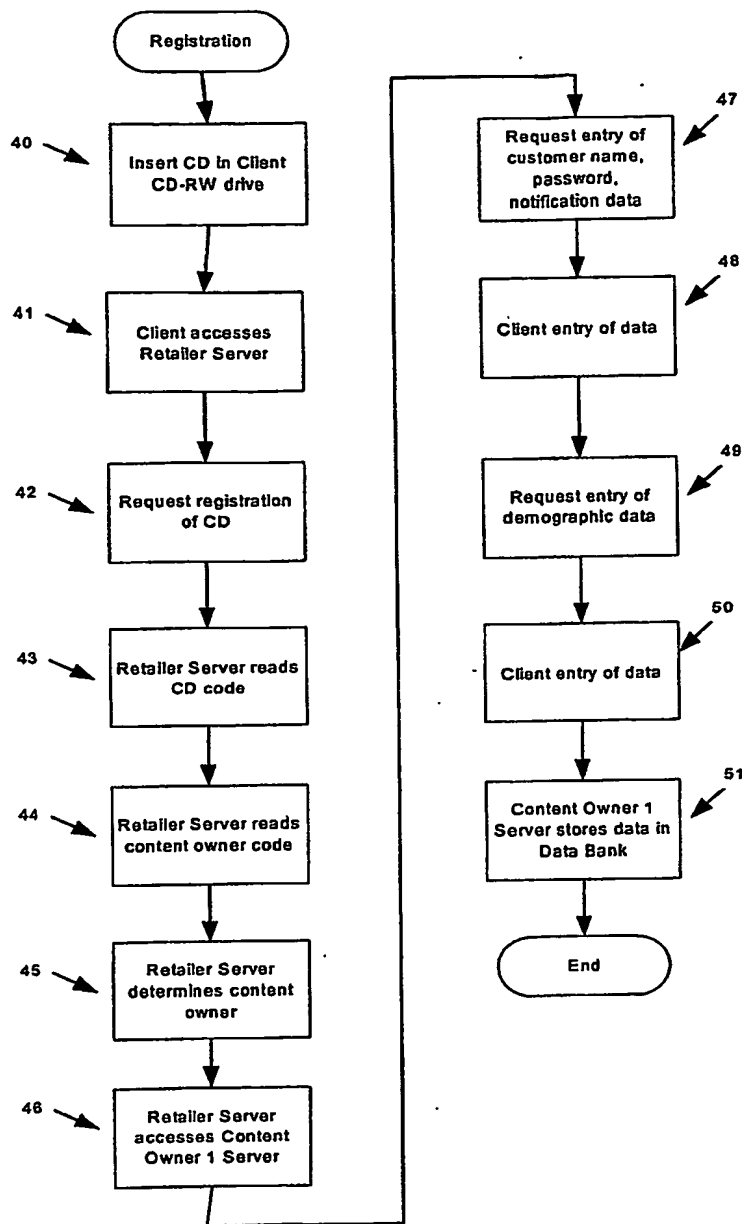 Registration
40
Insert CD in Client
CD-RW drive
41
Client accesses
Retailer Server
42
Request registration
of CD
43
Retailer Server reads
CD code
44
Retailer Server reads
content owner code
45
Retailer Server
determines content
owner
46
Retailer Server
accesses Content
Owner 1 Server
47
Request entry of
customer name,
password,
notification data
48
Client entry of data
49
Request entry of
demographic data
50
Client entry of data
51
Content Owner 1
Server stores data in
Data Bank
End